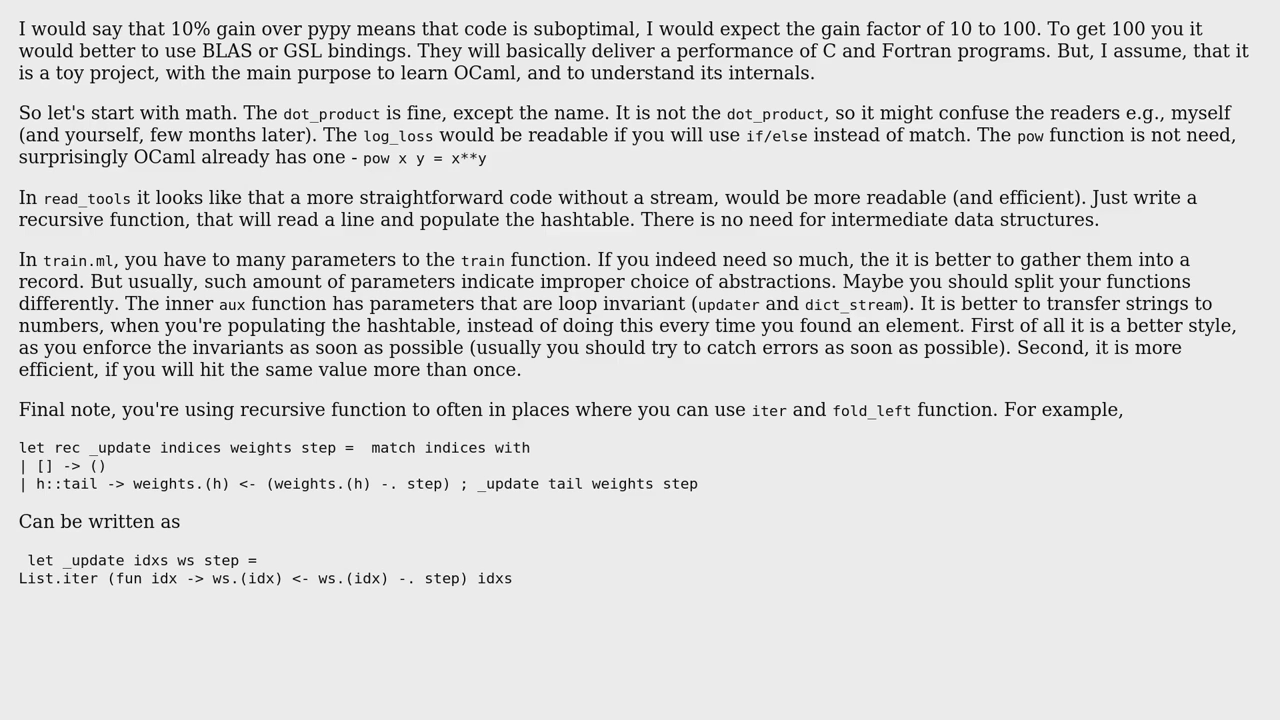 I would say that 10% gain over pypy means that code is suboptimal, I would expect the gain factor of 10 to 100. To get 100 you it
would better to use BLAS or GSL bindings. They will basically deliver a performance of C and Fortran programs. But, I assume, that it
is a toy project, with the main purpose to learn OCaml, and to understand its internals.
So let's start with math. The dot_product is fine, except the name. It is not the dot_product, so it might confuse the readers e.g., myself
(and yourself, few months later). The log_loss would be readable if you will use if/else instead of match. The pow function is not need,
surprisingly OCaml already has one - pow x y = x**y
In read_tools it looks like that a more straightforward code without a stream, would be more readable (and efficient). Just write a
recursive function, that will read a line and populate the hashtable. There is no need for intermediate data structures.
In train.ml, you have to many parameters to the train function. If you indeed need so much, the it is better to gather them into a
record. But usually, such amount of parameters indicate improper choice of abstractions. Maybe you should split your functions
differently. The inner aux function has parameters that are loop invariant (updater and dict_stream). It is better to transfer strings to
numbers, when you're populating the hashtable, instead of doing this every time you found an element. First of all it is a better style,
as you enforce the invariants as soon as possible (usually you should try to catch errors as soon as possible). Second, it is more
efficient, if you will hit the same value more than once.
Final note, you're using recursive function to often in places where you can use iter and fold_left function. For example,
let rec _update indices weights step =  match indices with
| [] -> ()
| h::tail -> weights.(h) <- (weights.(h) -. step) ; _update tail weights step
Can be written as
let _update idxs ws step =
List.iter (fun idx -> ws.(idx) <- ws.(idx) -. step) idxs